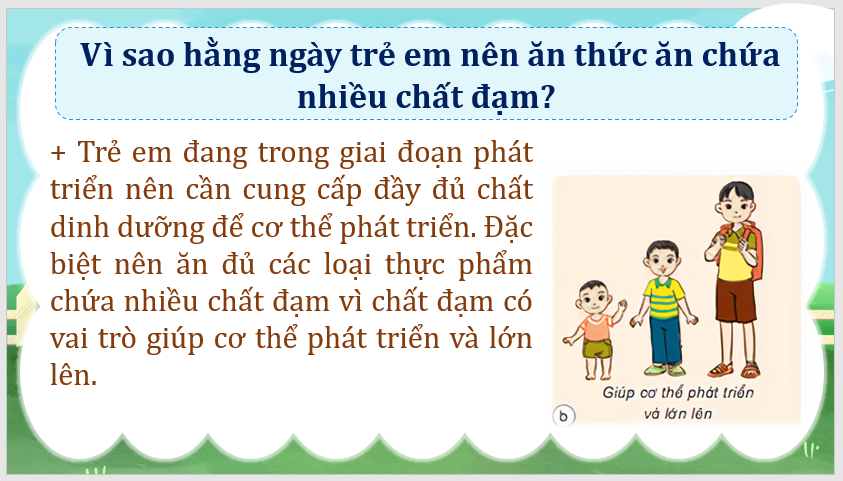 Vì sao hằng ngày trẻ em nên ăn thức ăn chứa
nhiều chất đạm?
+ Trẻ em đang trong giai đoạn phát
triển nên cần cung cấp đầy đủ chất
dinh dưỡng để cơ thể phát triển. Đặc
biệt nên ăn đủ các loại thực phẩm
chứa nhiều chất đạm vì chất đạm có
vai trò giúp cơ thể phát triển và lớn
lên.
Giúp cơ thể phát triển
và lớn lên
b